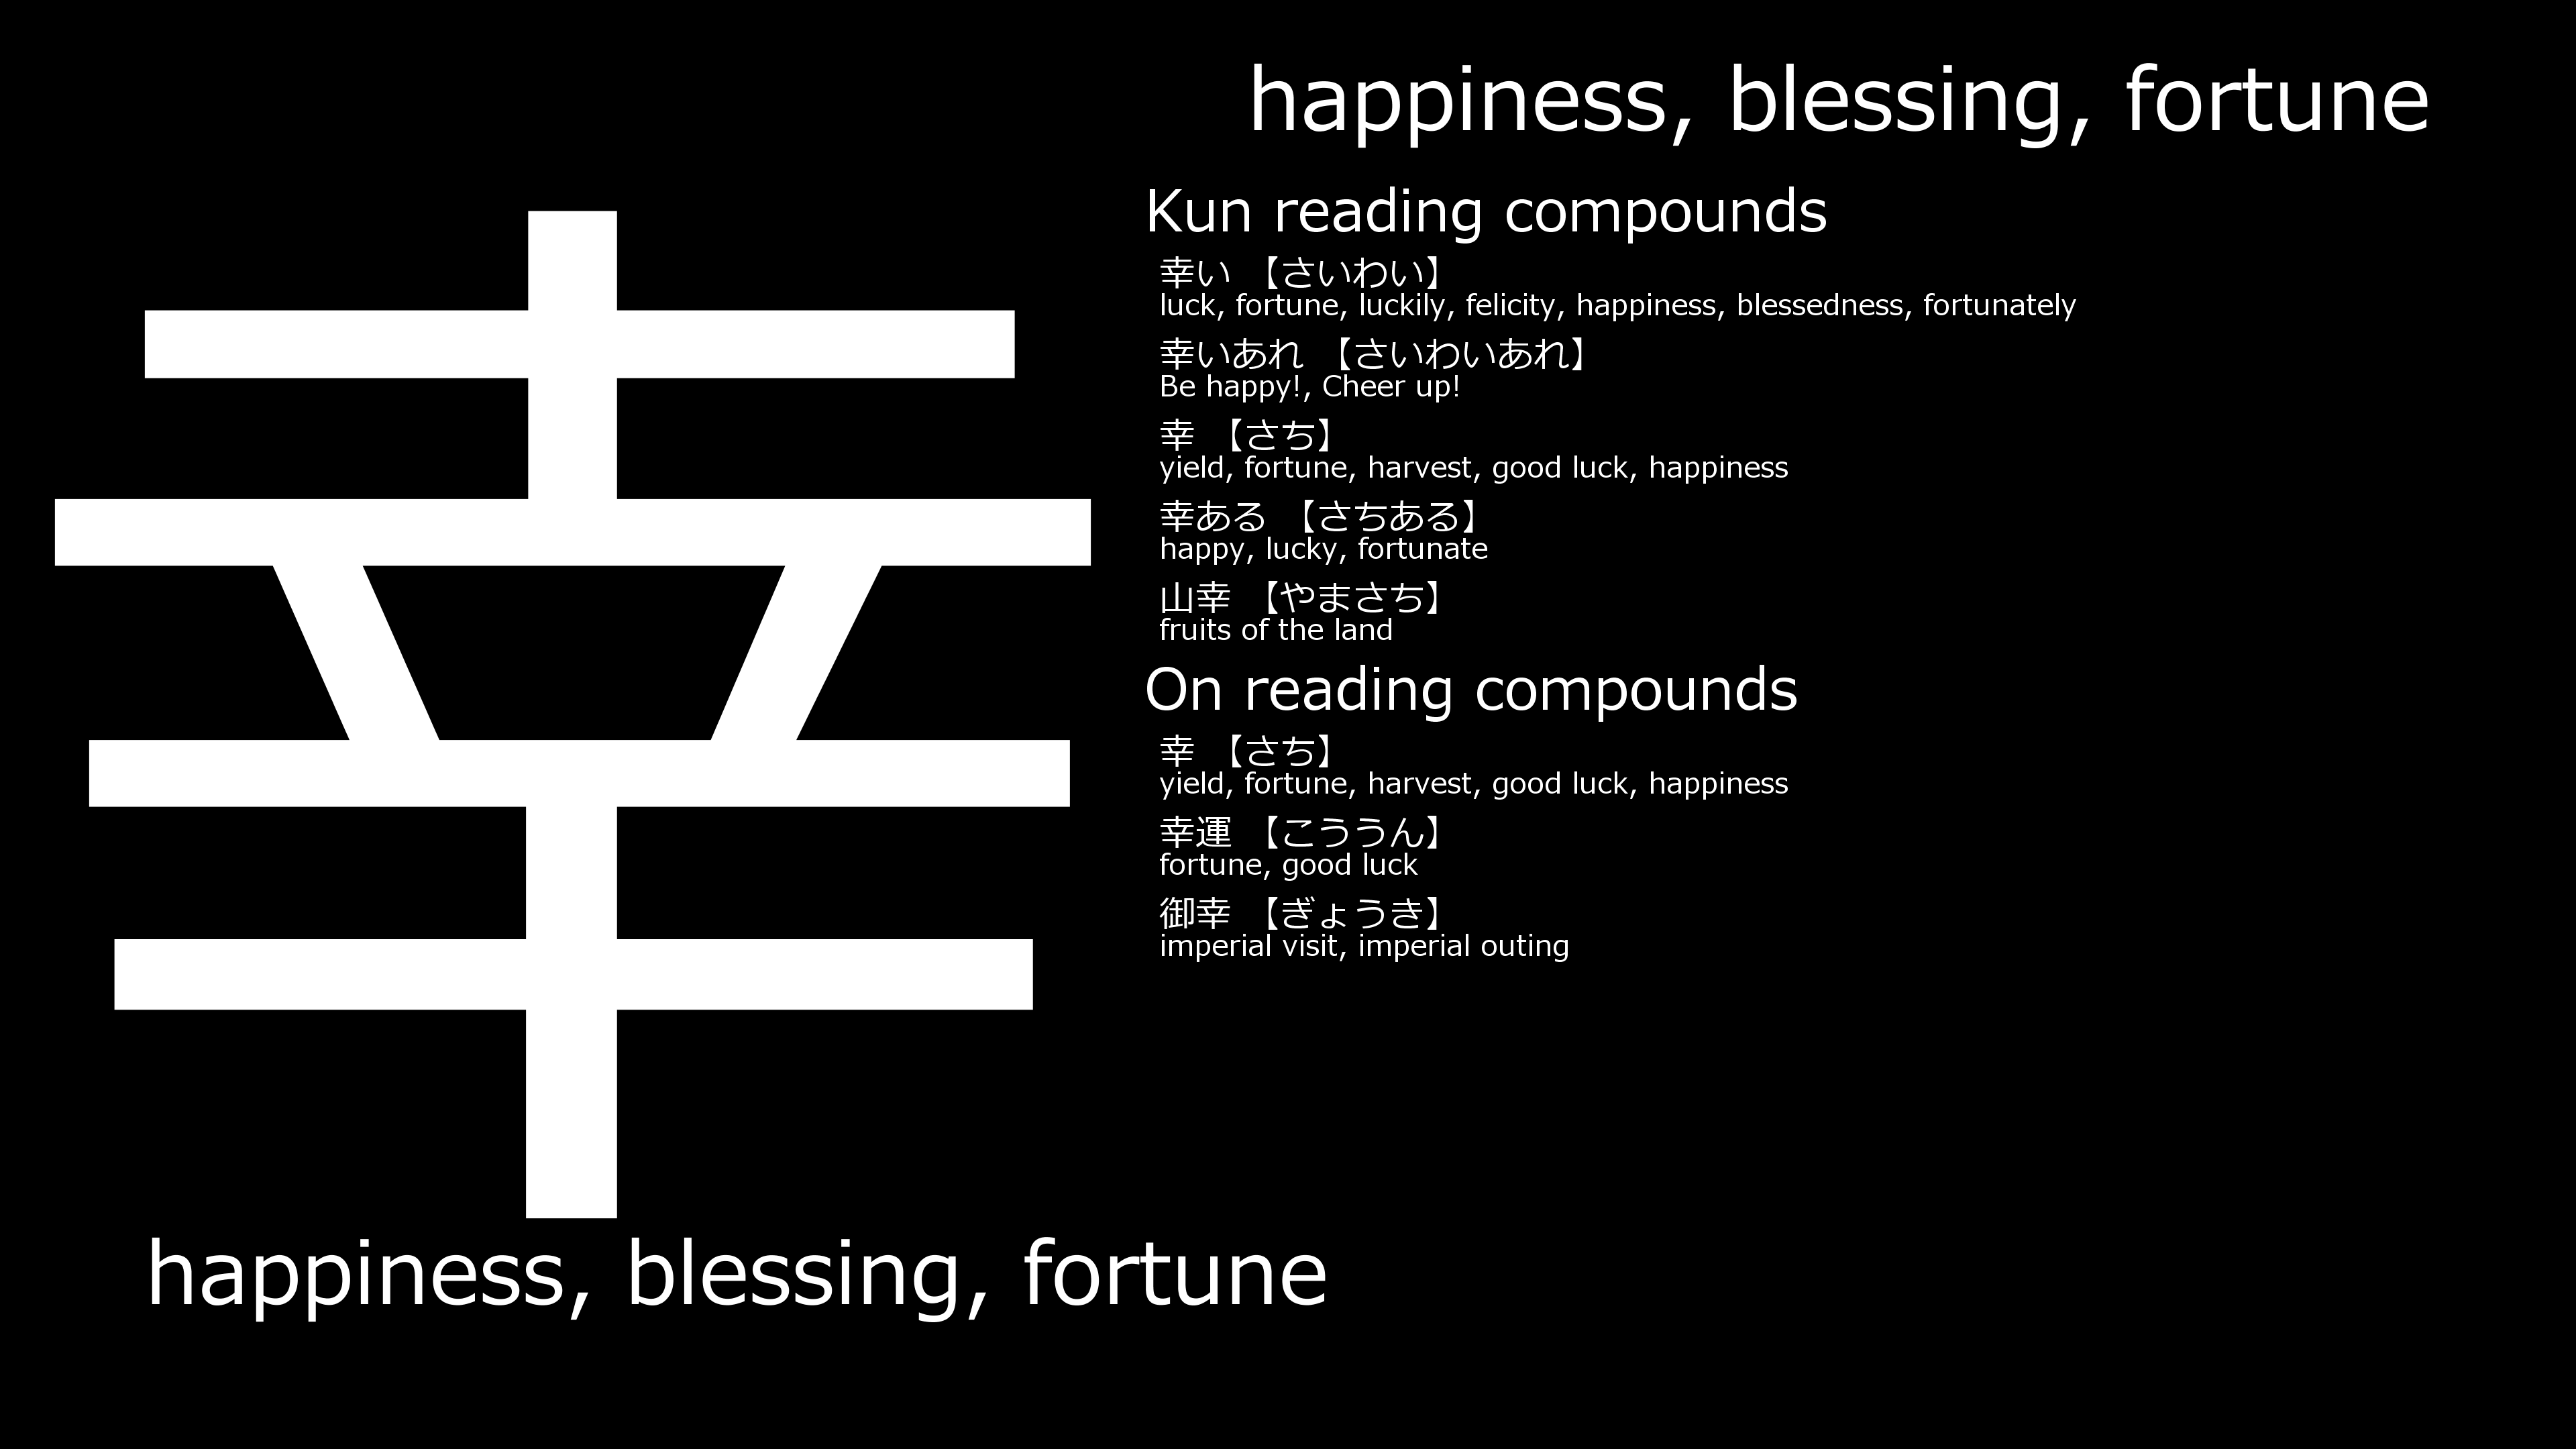 幸
happiness, blessing, fortune
happiness, blessing, fortune
Kun reading compounds
幸い 【さいわい】
luck, fortune, luckily, felicity, happiness, blessedness, fortunately
幸いあれ 【さいわいあれ】
Be happy!, Cheer up!
幸 【さち】
yield, fortune, harvest, good luck, happiness
幸ある 【さちある】
happy, lucky, fortunate
山幸 【やまさち】
fruits of the land
On reading compounds
幸 【さち】
yield, fortune, harvest, good luck, happiness
幸運 【こううん】
fortune, good luck
御幸 【ぎょうき】
imperial visit, imperial outing